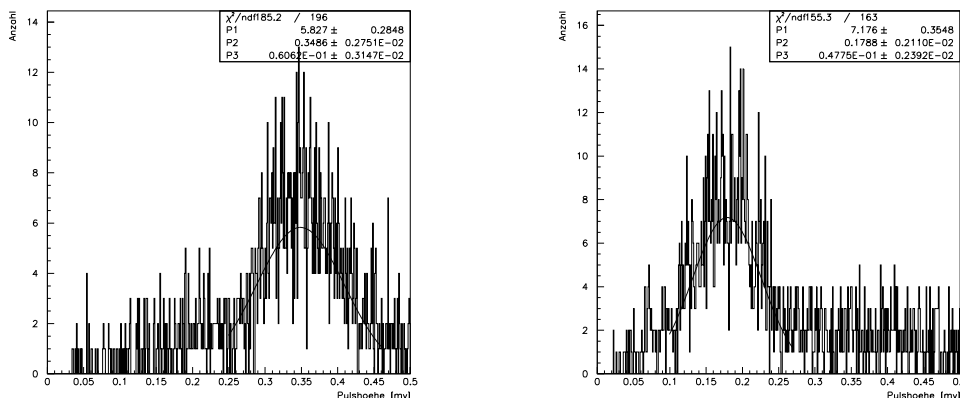 Anzahl
χ²/ndf185.2 / 196
P1 5.827 ± 0.2848
P2 0.3486 ± 0.2751E-02
P3 0.6062E-01 ± 0.3147E-02
14
12
10
8
6
4
2
0
0 0.05 0.1 0.15 0.2 0.25 0.3 0.35 0.4 0.45 0.5
Pulshoehe [mv]
Anzahl
χ²/ndf155.3 / 163
P1 7.176 ± 0.3548
P2 0.1788 ± 0.2110E-02
P3 0.4775E-01 ± 0.2392E-02
16
14
12
10
8
6
4
2
0
0 0.05 0.1 0.15 0.2 0.25 0.3 0.35 0.4 0.45 0.5
Pulshoehe [mv]